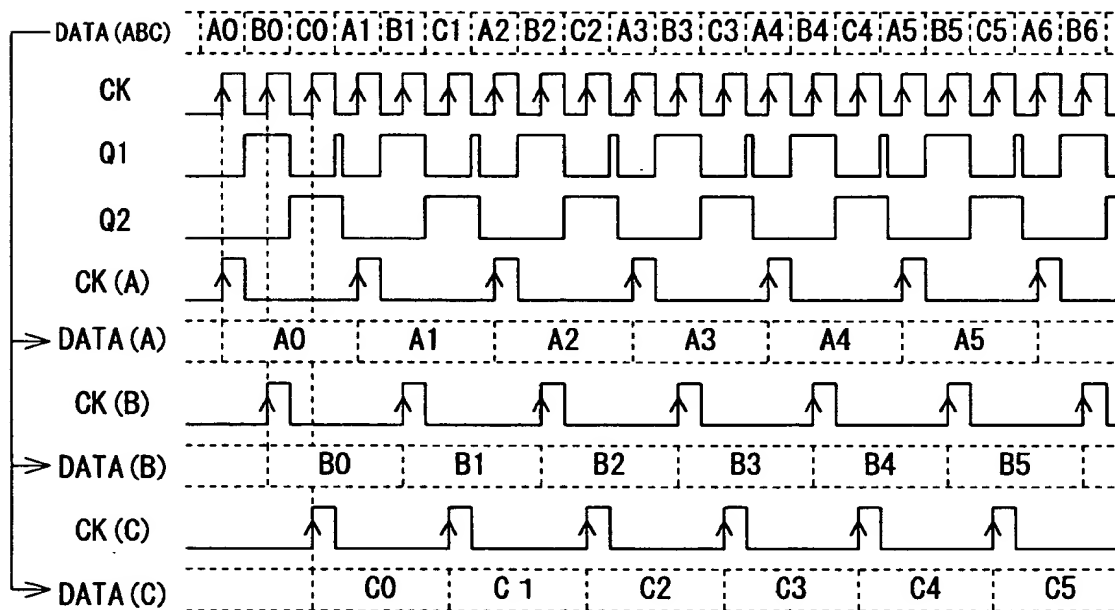 DATA(ABC) A0 B0 C0 A1 B1 C1 A2 B2 C2 A3 B3 C3 A4 B4 C4 A5 B5 C5 A6 B6
CK
Q1
Q2
CK(A)
DATA(A) A0 A1 A2 A3 A4 A5
CK(B)
DATA(B) B0 B1 B2 B3 B4 B5
CK(C)
DATA(C) C0 C1 C2 C3 C4 C5